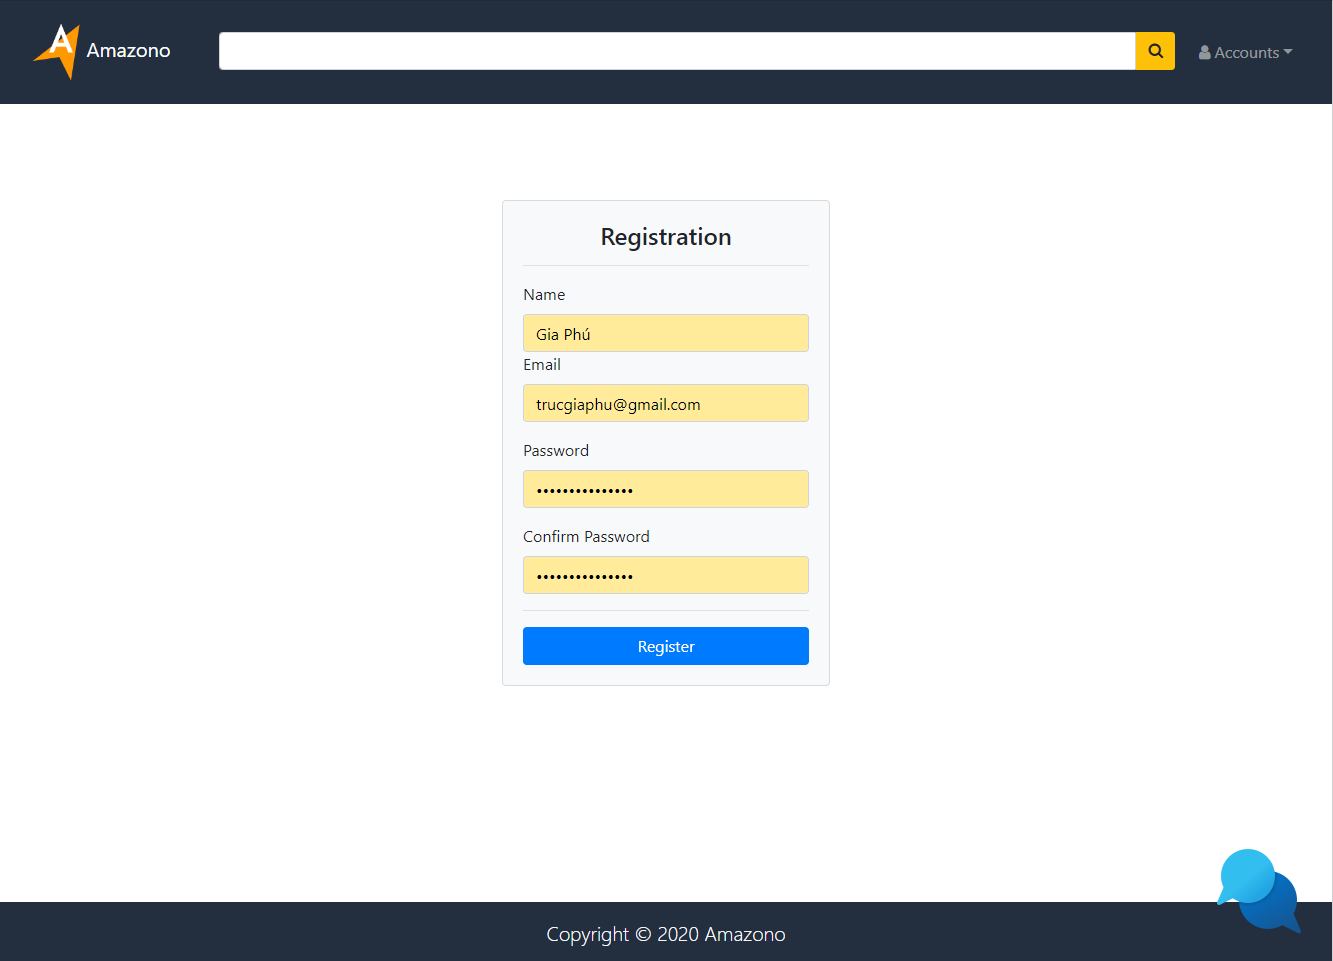 A
Amazono
Accounts
Registration
Name
Gia Phú
Email
trucgiaphu@gmail.com
Password
•••••••••••••••
Confirm Password
•••••••••••••••
Register
Copyright © 2020 Amazono